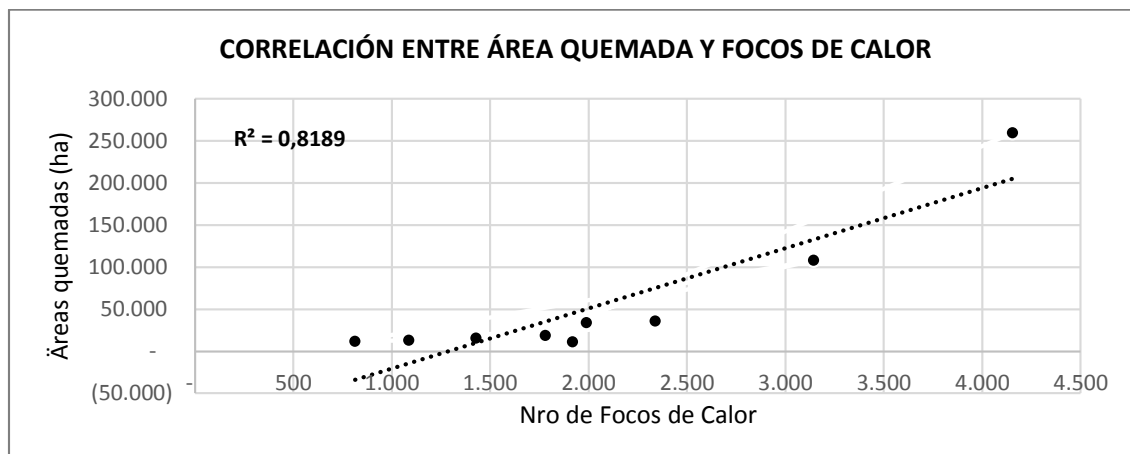 CORRELACIÓN ENTRE ÁREA QUEMADA Y FOCOS DE CALOR
300.000
R² = 0,8189
250.000
200.000
150.000
100.000
50.000
-
(50.000)
Äreas quemadas (ha)
- 500 1.000 1.500 2.000 2.500 3.000 3.500 4.000 4.500
Nro de Focos de Calor